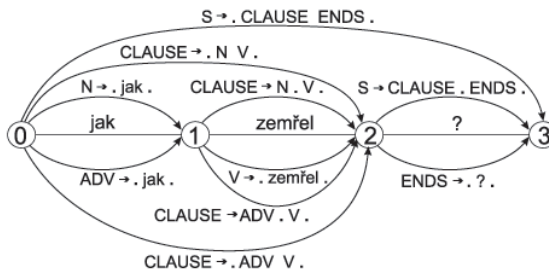 S→. CLAUSE ENDS .
CLAUSE→. N V.
N→. jak. CLAUSE→N . V. S→CLAUSE . ENDS.
0 jak 1 zemřel 2 ? 3
ADV→. jak. V→. zemřel. ENDS→. ? .
CLAUSE→ADV . V.
CLAUSE→. ADV V.